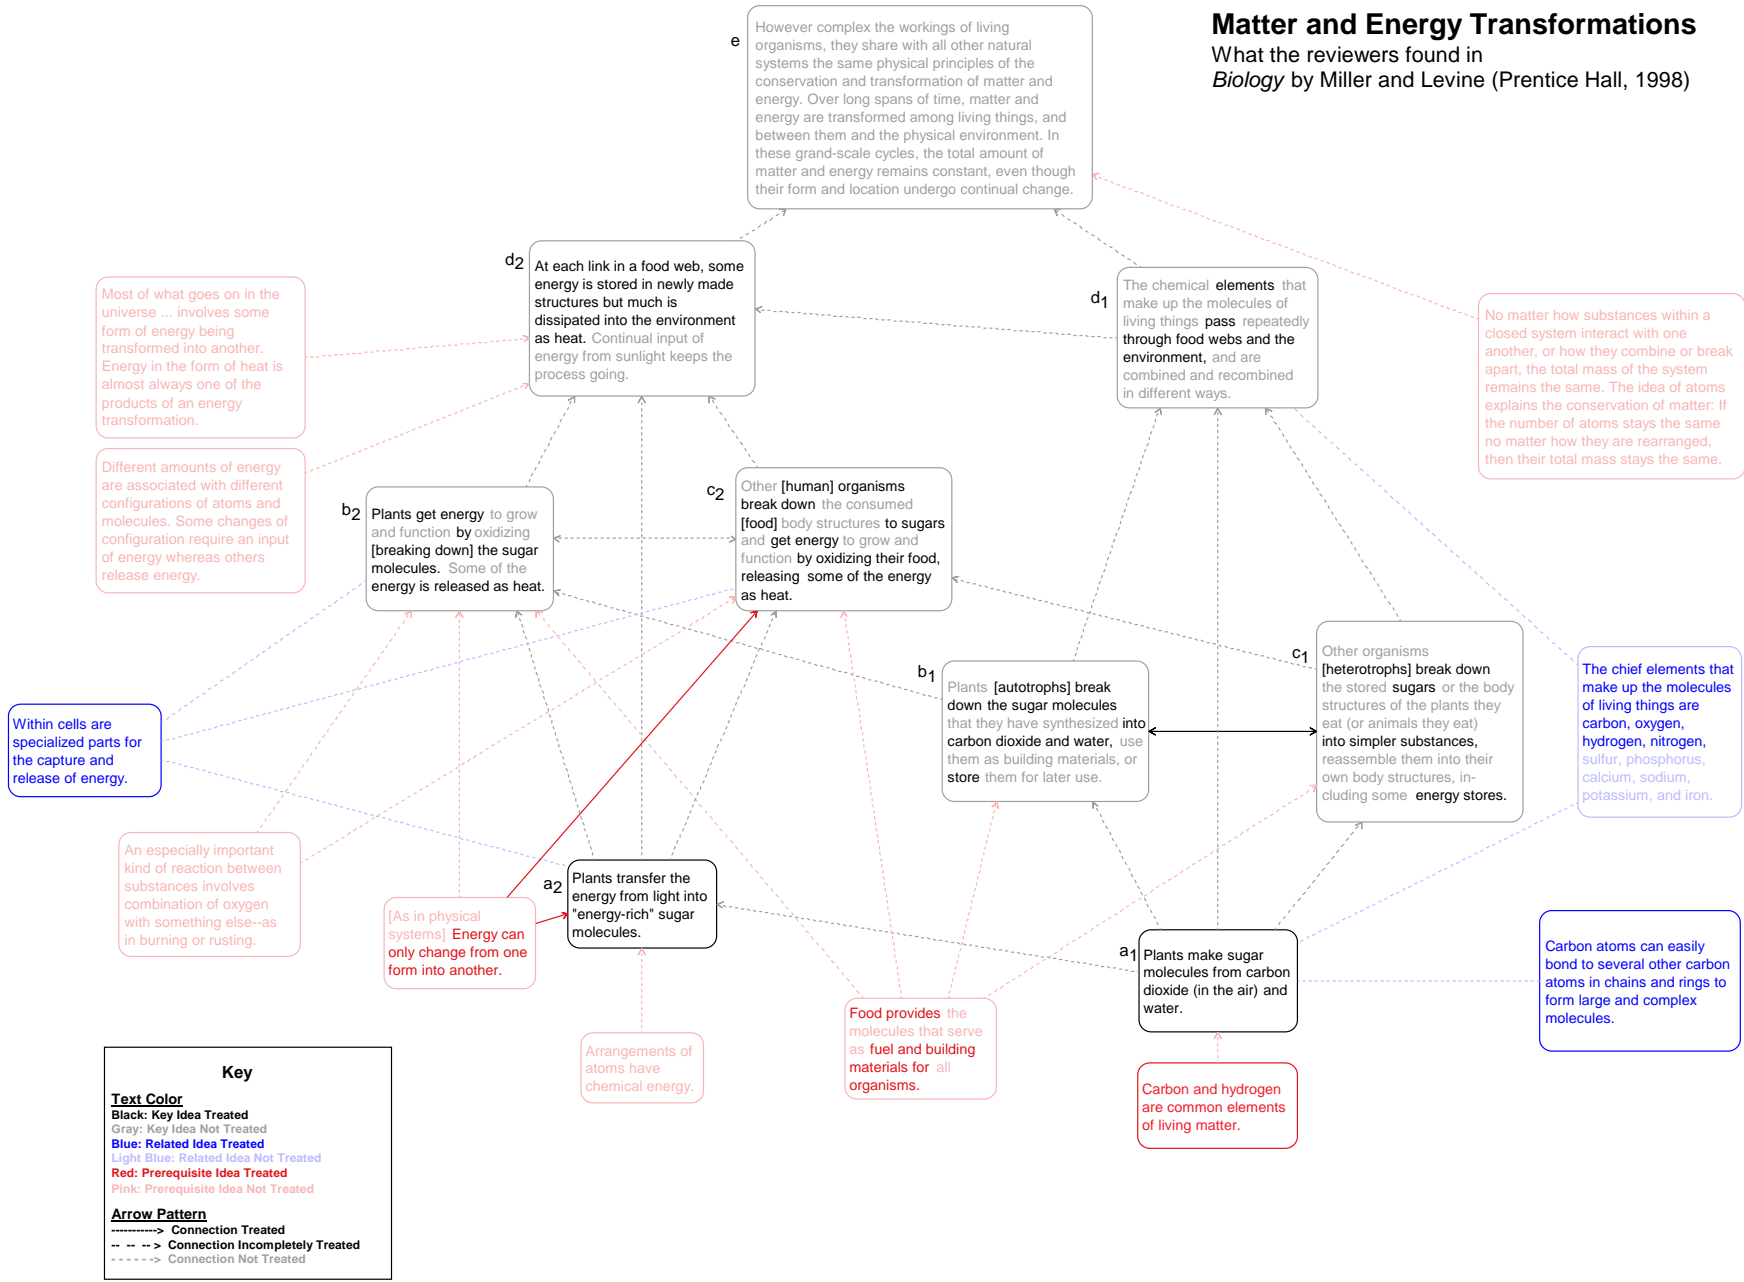 Matter and Energy Transformations
What the reviewers found in
Biology by Miller and Levine (Prentice Hall, 1998)
e
However complex the workings of living
organisms, they share with all other natural
systems the same physical principles of the
conservation and transformation of matter and
energy. Over long spans of time, matter and
energy are transformed among living things, and
between them and the physical environment. In
these grand-scale cycles, the total amount of
matter and energy remains constant, even though
their form and location undergo continual change.
d2
At each link in a food web, some
energy is stored in newly made
structures but much is
dissipated into the environment
as heat. Continual input of
energy from sunlight keeps the
process going.
d1
The chemical elements that
make up the molecules of
living things pass repeatedly
through food webs and the
environment, and are
combined and recombined
in different ways.
Most of what goes on in the
universe ... involves some
form of energy being
transformed into another.
Energy in the form of heat is
almost always one of the
products of an energy
transformation.
No matter how substances within a
closed system interact with one
another, or how they combine or break
apart, the total mass of the system
remains the same. The idea of atoms
explains the conservation of matter: If
the number of atoms stays the same
no matter how they are rearranged,
then their total mass stays the same.
Different amounts of energy
are associated with different
configurations of atoms and
molecules. Some changes of
configuration require an input
of energy whereas others
release energy.
b2
Plants get energy to grow
and function by oxidizing
[breaking down] the sugar
molecules. Some of the
energy is released as heat.
c2
Other [human] organisms
break down the consumed
[food] body structures to sugars
and get energy to grow and
function by oxidizing their food,
releasing some of the energy
as heat.
b1
Plants [autotrophs] break
down the sugar molecules
that they have synthesized into
carbon dioxide and water, use
them as building materials, or
store them for later use.
c1
Other organisms
[heterotrophs] break down
the stored sugars or the body
structures of the plants they
eat (or animals they eat)
into simpler substances,
reassemble them into their
own body structures, in-
cluding some energy stores.
The chief elements that
make up the molecules
of living things are
carbon, oxygen,
hydrogen, nitrogen,
sulfur, phosphorus,
calcium, sodium,
potassium, and iron.
Within cells are
specialized parts for
the capture and
release of energy.
An especially important
kind of reaction between
substances involves
combination of oxygen
with something else--as
in burning or rusting.
[As in physical
systems] Energy can
only change from one
form into another.
a2
Plants transfer the
energy from light into
"energy-rich" sugar
molecules.
a1
Plants make sugar
molecules from carbon
dioxide (in the air) and
water.
Carbon atoms can easily
bond to several other carbon
atoms in chains and rings to
form large and complex
molecules.
Arrangements of
atoms have
chemical energy.
Food provides the
molecules that serve
as fuel and building
materials for all
organisms.
Carbon and hydrogen
are common elements
of living matter.
Key
Text Color
Black: Key Idea Treated
Gray: Key Idea Not Treated
Blue: Related Idea Treated
Light Blue: Related Idea Not Treated
Red: Prerequisite Idea Treated
Pink: Prerequisite Idea Not Treated
Arrow Pattern
-----------> Connection Treated
-- -- -- > Connection Incompletely Treated
- - - - - -> Connection Not Treated